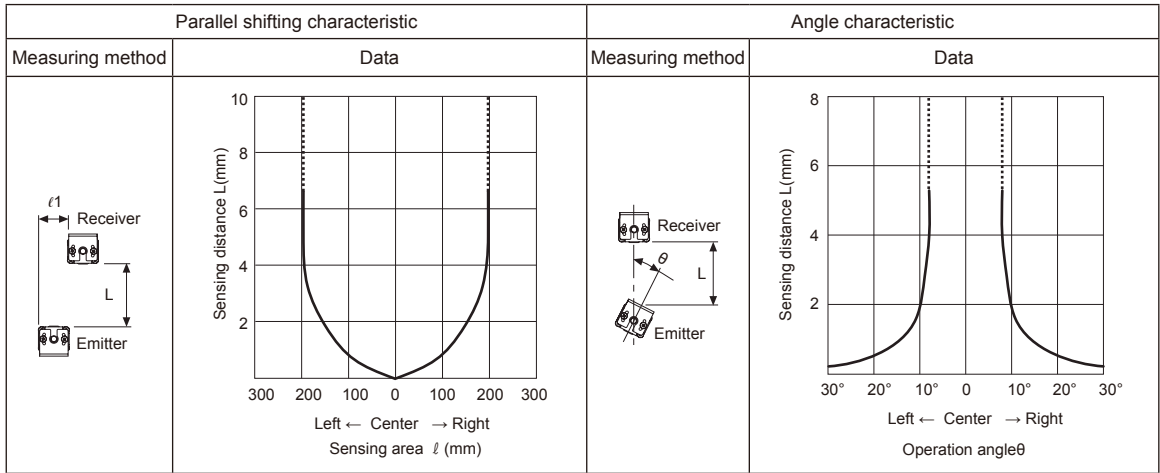 Parallel shifting characteristic
Angle characteristic
Measuring method
Data
Measuring method
Data
ℓ1
Receiver
L
Emitter
Sensing distance L(mm)
10
8
6
4
2
300 200 100 0 100 200 300
Left ← Center → Right
Sensing area ℓ (mm)
Receiver
θ
L
Emitter
Sensing distance L(mm)
8
6
4
2
30° 20° 10° 0 10° 20° 30°
Left ← Center → Right
Operation angleθ